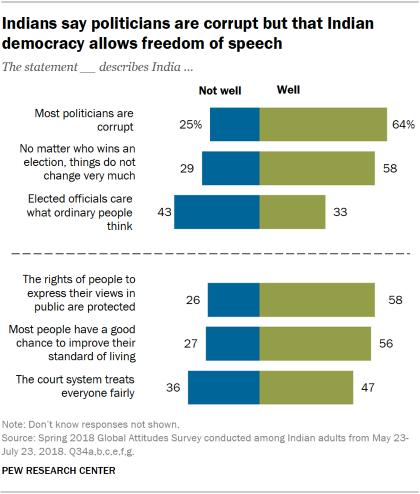 Indians say politicians are corrupt but that Indian
democracy allows freedom of speech
The statement __ describes India ...
Not well Well
Most politicians are
corrupt
25% 64%
No matter who wins an
election, things do not
change very much
29 58
Elected officials care
what ordinary people
think
43 33
The rights of people to
express their views in
public are protected
26 58
Most people have a good
chance to improve their
standard of living
27 56
The court system treats
everyone fairly
36 47
Note: Don't know responses not shown.
Source: Spring 2018 Global Attitudes Survey conducted among Indian adults from May 23-
July 23, 2018. Q34a,b,c,e,f,g.
PEW RESEARCH CENTER